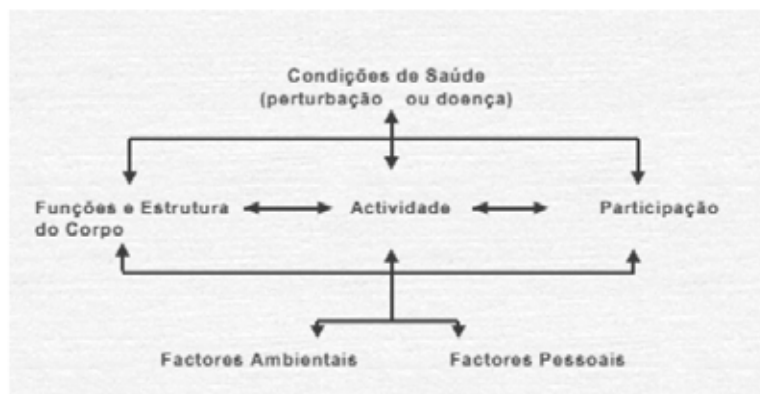 Condições de Saúde
(perturbação ou doença)
Funções e Estrutura
do Corpo
Actividade
Participação
Factores Ambientais
Factores Pessoais